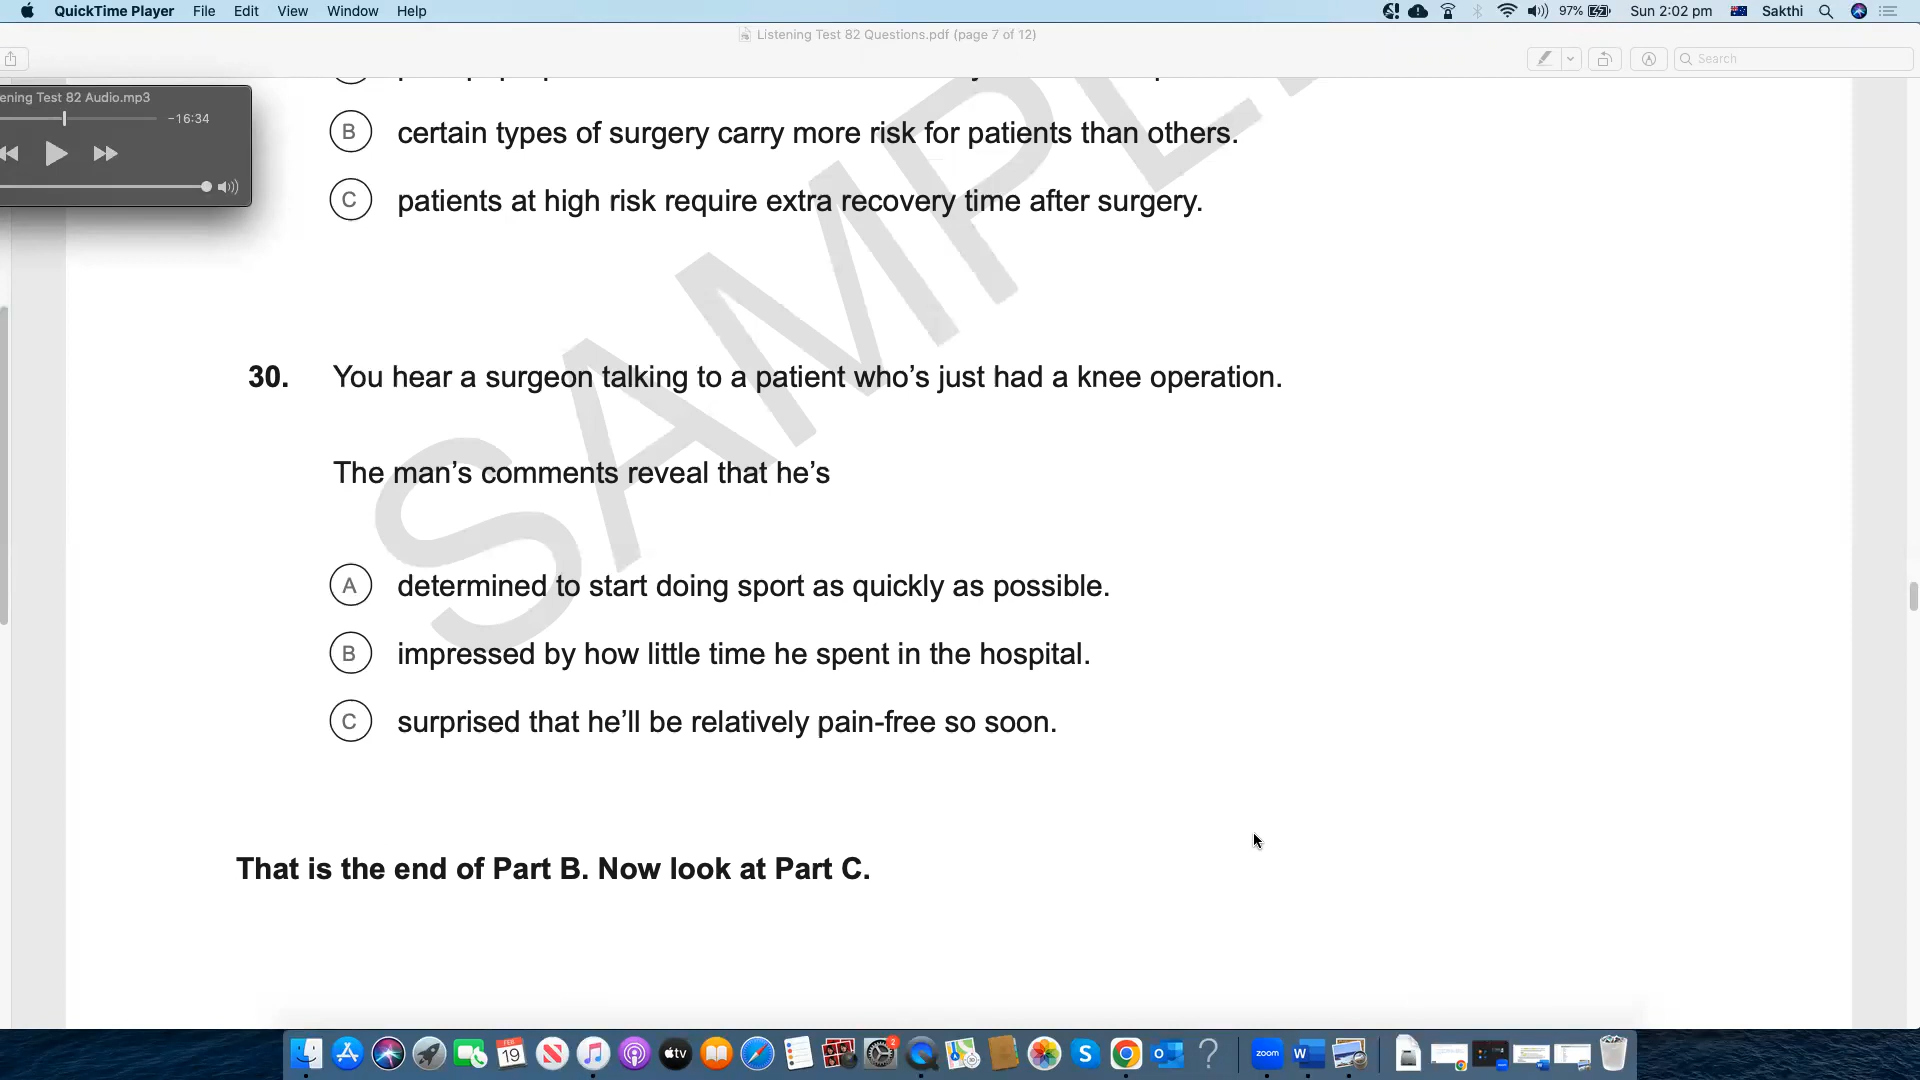 QuickTime Player File Edit View Window Help 97% Sun 2:02 pm Sakthi
Listening Test 82 Questions.pdf (page 7 of 12)
Search
ening Test 82 Audio.mp3
-16:34
B certain types of surgery carry more risk for patients than others.
C patients at high risk require extra recovery time after surgery.
30. You hear a surgeon talking to a patient who's just had a knee operation.
The man's comments reveal that he's
A determined to start doing sport as quickly as possible.
B impressed by how little time he spent in the hospital.
C surprised that he'll be relatively pain-free so soon.
That is the end of Part B. Now look at Part C.
SAMPLE
FEB
19
tv
2
zoom
W